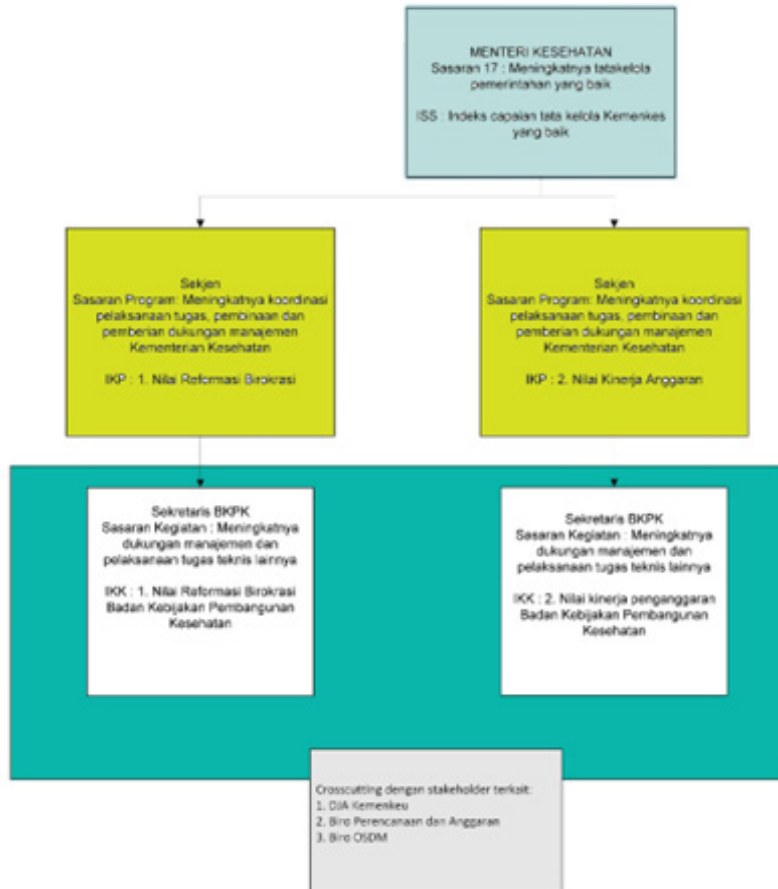 MENTERI KESEHATAN
Sasaran 17 : Meningkatnya tatakelola
pemerintahan yang baik
ISS : Indeks capaian tata kelola Kemenkes
yang baik
Sekjen
Sasaran Program: Meningkatnya koordinasi
pelaksanaan tugas, pembinaan dan
pemberian dukungan manajemen
Kementerian Kesehatan
IKP : 1. Nilai Reformasi Birokrasi
Sekjen
Sasaran Program: Meningkatnya koordinasi
pelaksanaan tugas, pembinaan dan
pemberian dukungan manajemen
Kementerian Kesehatan
IKP : 2. Nilai Kinerja Anggaran
Sekretaris BKPK
Sasaran Kegiatan : Meningkatnya
dukungan manajemen dan
pelaksanaan tugas teknis lainnya
IKK : 1. Nilai Reformasi Birokrasi
Badan Kebijakan Pembangunan
Kesehatan
Sekretaris BKPK
Sasaran Kegiatan : Meningkatnya
dukungan manajemen dan
pelaksanaan tugas teknis lainnya
IKK : 2. Nilai kinerja penganggaran
Badan Kebijakan Pembangunan
Kesehatan
Crosscutting dengan stakeholder terkait:
1. DJA Kemenkeu
2. Biro Perencanaan dan Anggaran
3. Biro OSDM